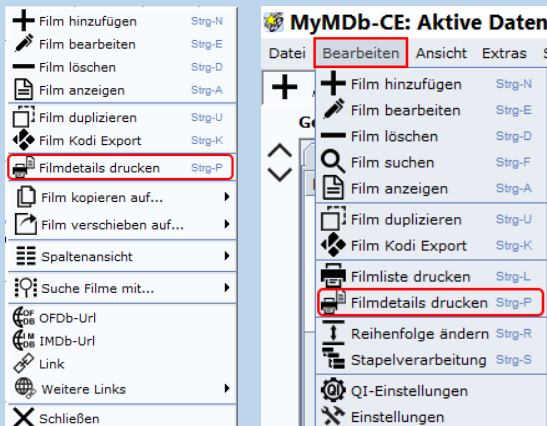 Film hinzufügen Strg-N
Film bearbeiten Strg-E
Film löschen Strg-D
Film anzeigen Strg-A
Film duplizieren Strg-U
Film Kodi Export Strg-K
Filmdetails drucken Strg-P
Film kopieren auf...
Film verschieben auf...
Spaltenansicht
Suche Filme mit...
OFDb-Url
IMDb-Url
Link
Weitere Links
Schließen
MyMDb-CE: Aktive Daten
Datei Bearbeiten Ansicht Extras S
Ge
Film hinzufügen Strg-N
Film bearbeiten Strg-E
Film löschen Strg-D
Film suchen Strg-F
Film anzeigen Strg-A
Film duplizieren Strg-U
Film Kodi Export Strg-K
Filmliste drucken Strg-L
Filmdetails drucken Strg-P
Reihenfolge ändern Strg-R
Stapelverarbeitung Strg-S
QI-Einstellungen
Einstellungen